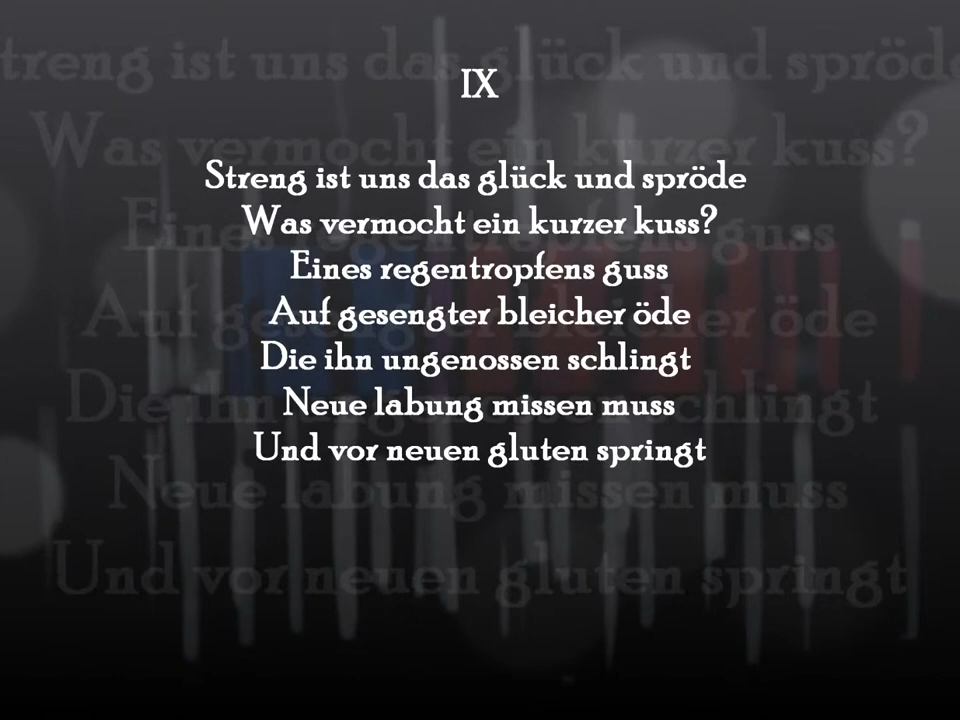 IX
Streng ist uns das glück und spröde
Was vermocht ein kurzer kuss?
Eines regentropfens guss
Auf gesengter bleicher öde
Die ihn ungenossen schlingt
Neue labung missen muss
Und vor neuen gluten springt